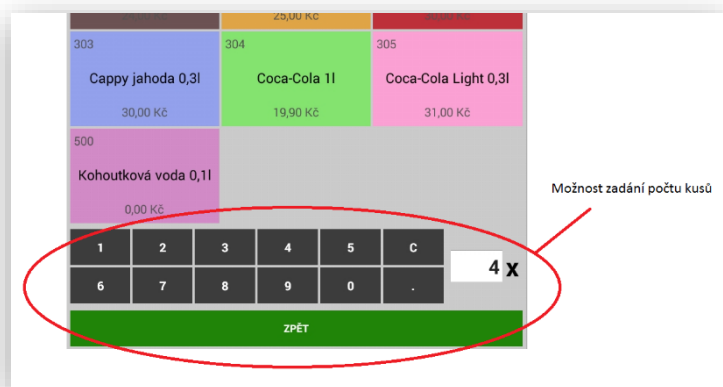 25,00 Kč
303
304
305
Cappy jahoda 0,3l
Coca-Cola 1l
Coca-Cola Light 0,3l
30,00 Kč
19,90 Kč
31,00 Kč
500
Kohoutková voda 0,1l
0,00 Kč
Možnost zadání počtu kusů
1 2 3 4 5 C
4 x
6 7 8 9 0 .
ZPĚT